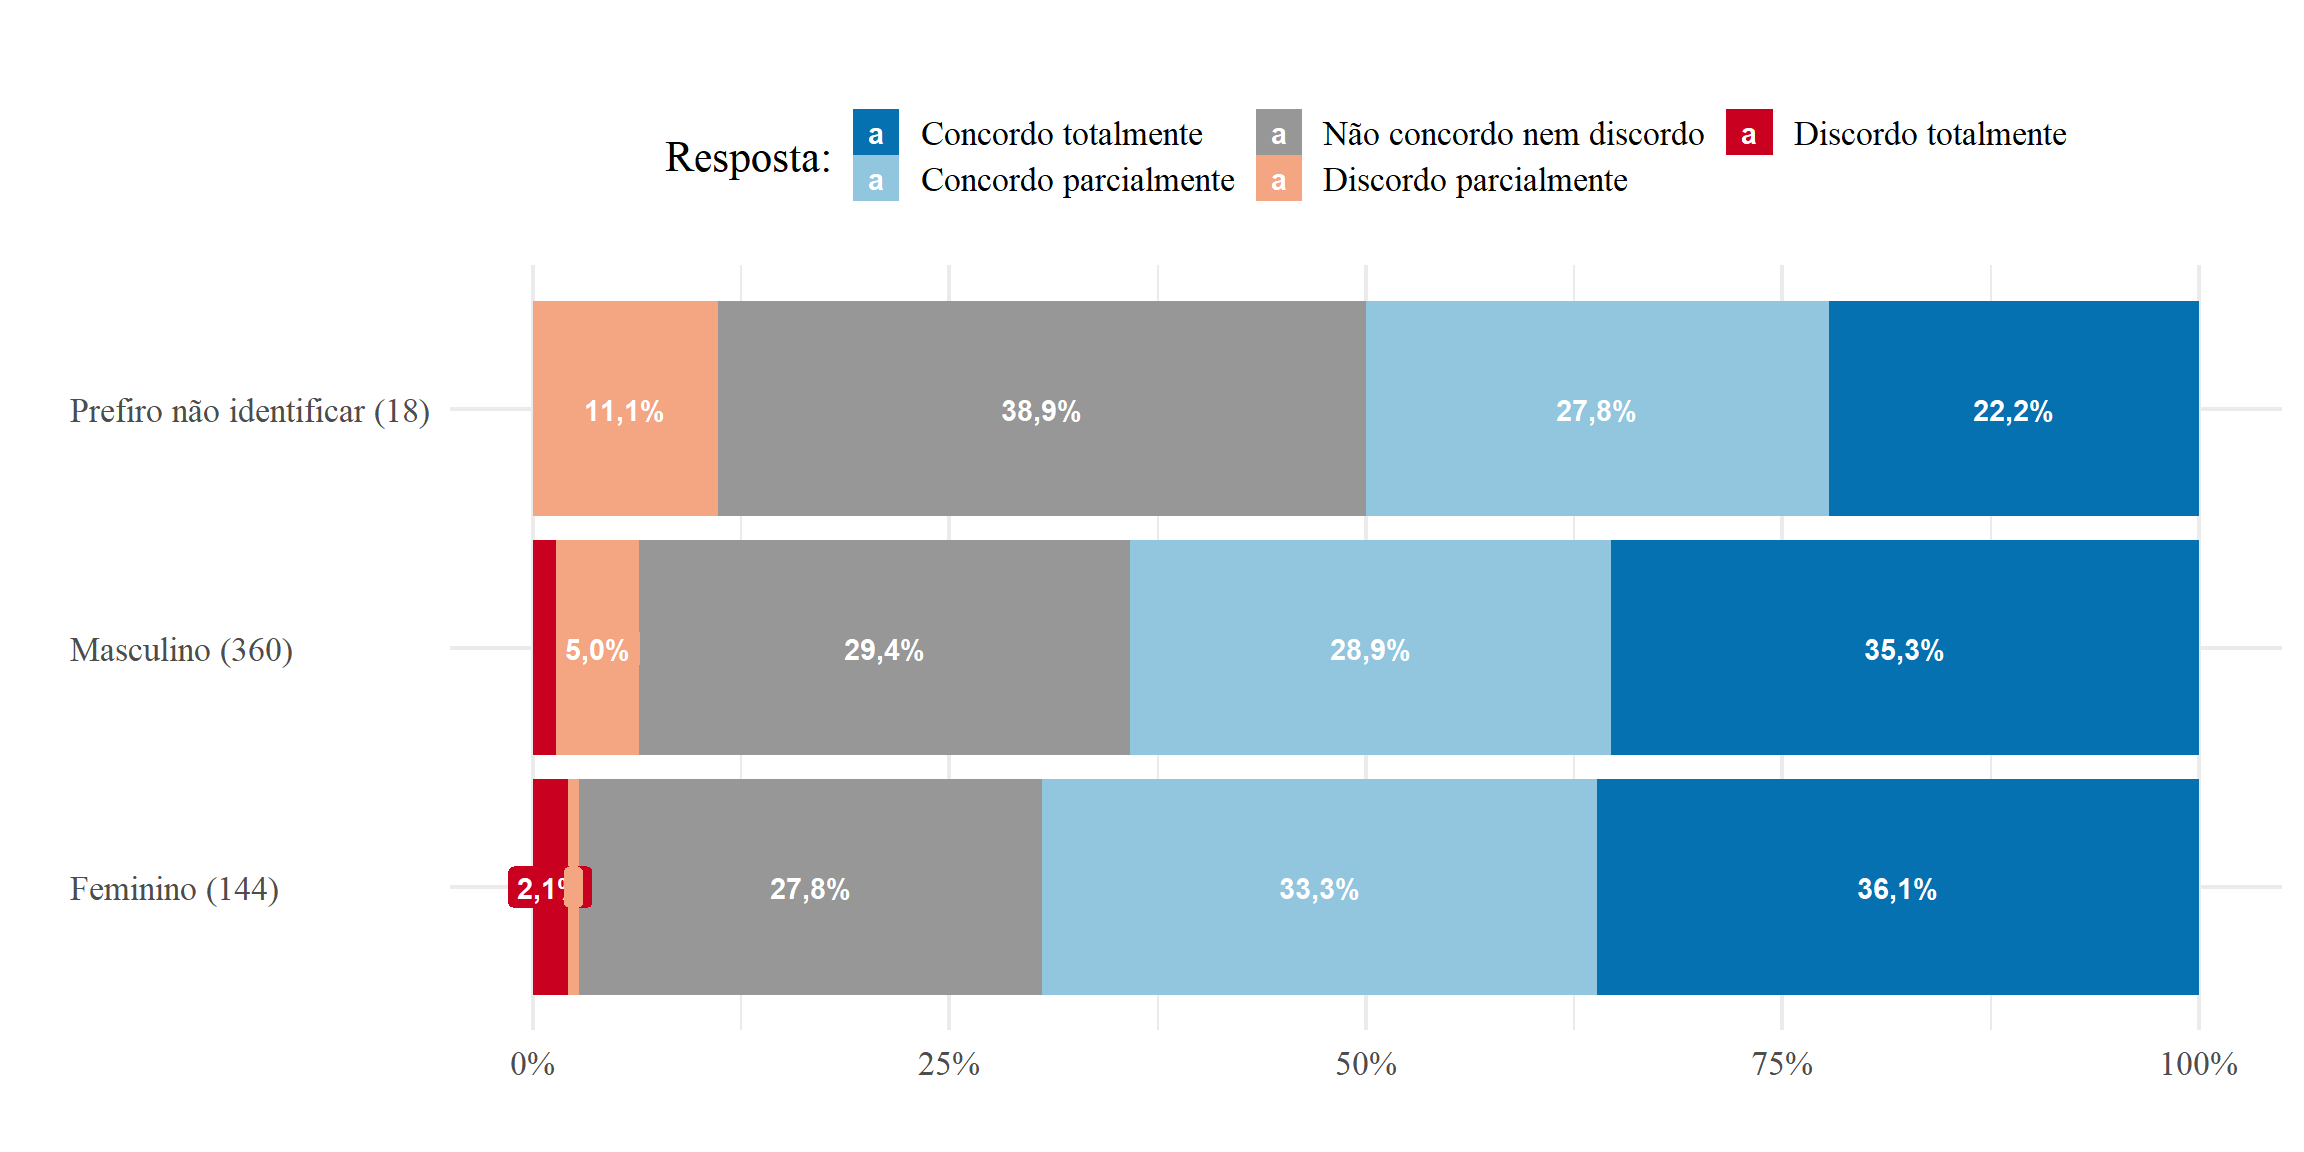 Resposta:
a Concordo totalmente
a Concordo parcialmente
a Não concordo nem discordo
a Discordo parcialmente
a Discordo totalmente
Prefiro não identificar (18)
11,1% 38,9% 27,8% 22,2%
Masculino (360)
5,0% 29,4% 28,9% 35,3%
Feminino (144)
2,1% 27,8% 33,3% 36,1%
0% 25% 50% 75% 100%